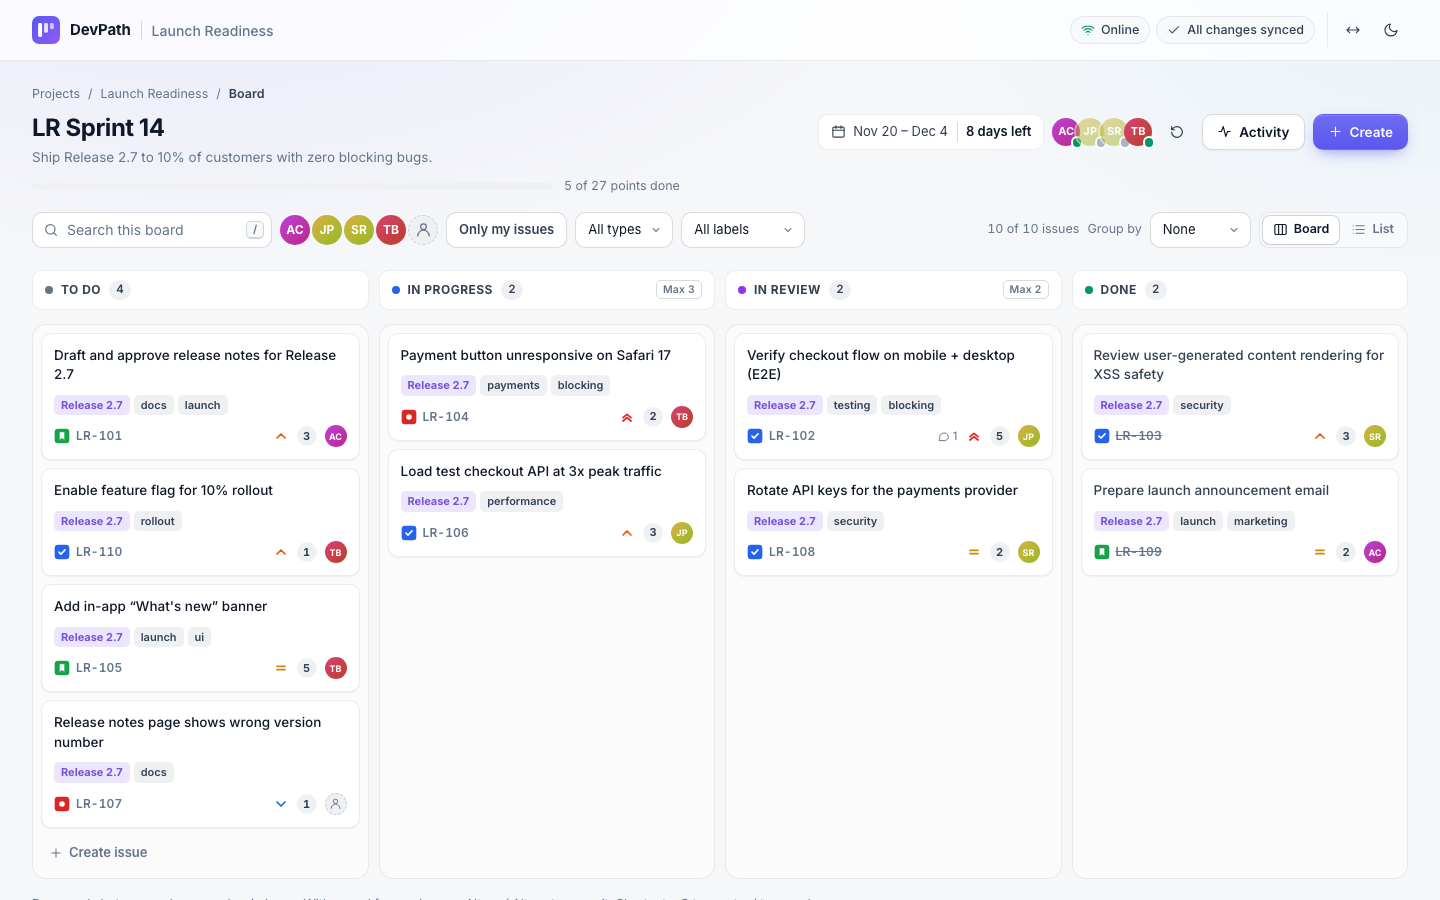 DevPath
Launch Readiness
Online
All changes synced
Projects / Launch Readiness / Board
LR Sprint 14
Ship Release 2.7 to 10% of customers with zero blocking bugs.
Nov 20 – Dec 4
8 days left
AC JP SR TB
Activity
Create
5 of 27 points done
Search this board /
AC JP SR TB
Only my issues
All types
All labels
10 of 10 issues
Group by
None
Board
List
TO DO 4
Draft and approve release notes for Release
2.7
Release 2.7 docs launch
LR-101 3 AC
Enable feature flag for 10% rollout
Release 2.7 rollout
LR-110 1 TB
Add in-app “What's new” banner
Release 2.7 launch ui
LR-105 5 TB
Release notes page shows wrong version
number
Release 2.7 docs
LR-107 1
Create issue
IN PROGRESS 2 Max 3
Payment button unresponsive on Safari 17
Release 2.7 payments blocking
LR-104 2 TB
Load test checkout API at 3x peak traffic
Release 2.7 performance
LR-106 3 JP
IN REVIEW 2 Max 2
Verify checkout flow on mobile + desktop
(E2E)
Release 2.7 testing blocking
LR-102 1 5 JP
Rotate API keys for the payments provider
Release 2.7 security
LR-108 2 SR
DONE 2
Review user-generated content rendering for
XSS safety
Release 2.7 security
LR-103 3 SR
Prepare launch announcement email
Release 2.7 launch marketing
LR-109 2 AC